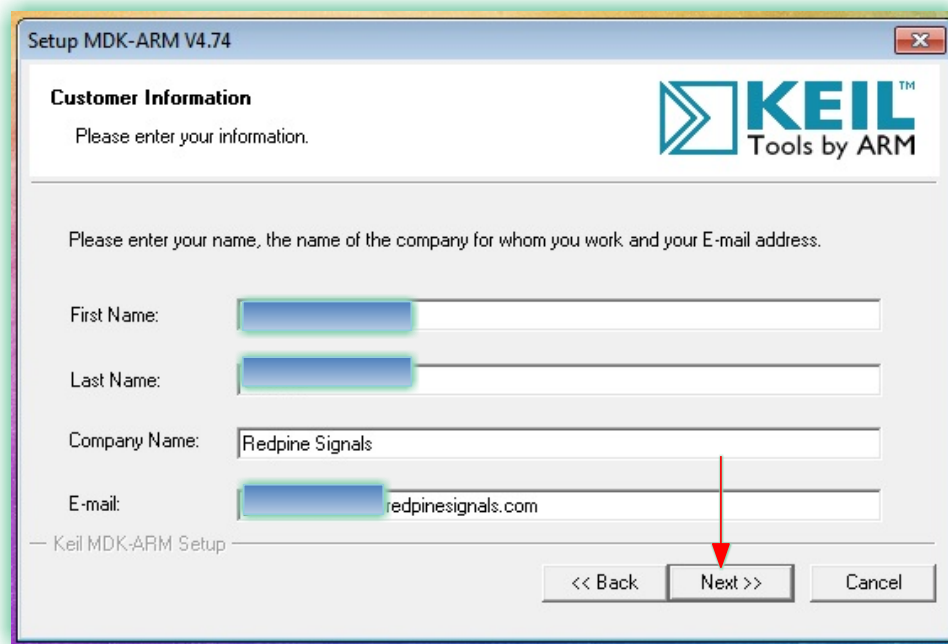 Setup MDK-ARM V4.74
Customer Information
Please enter your information.
KEIL™
Tools by ARM
Please enter your name, the name of the company for whom you work and your E-mail address.
First Name:
Last Name:
Company Name: Redpine Signals
E-mail: redpinesignals.com
Keil MDK-ARM Setup
<< Back Next >> Cancel